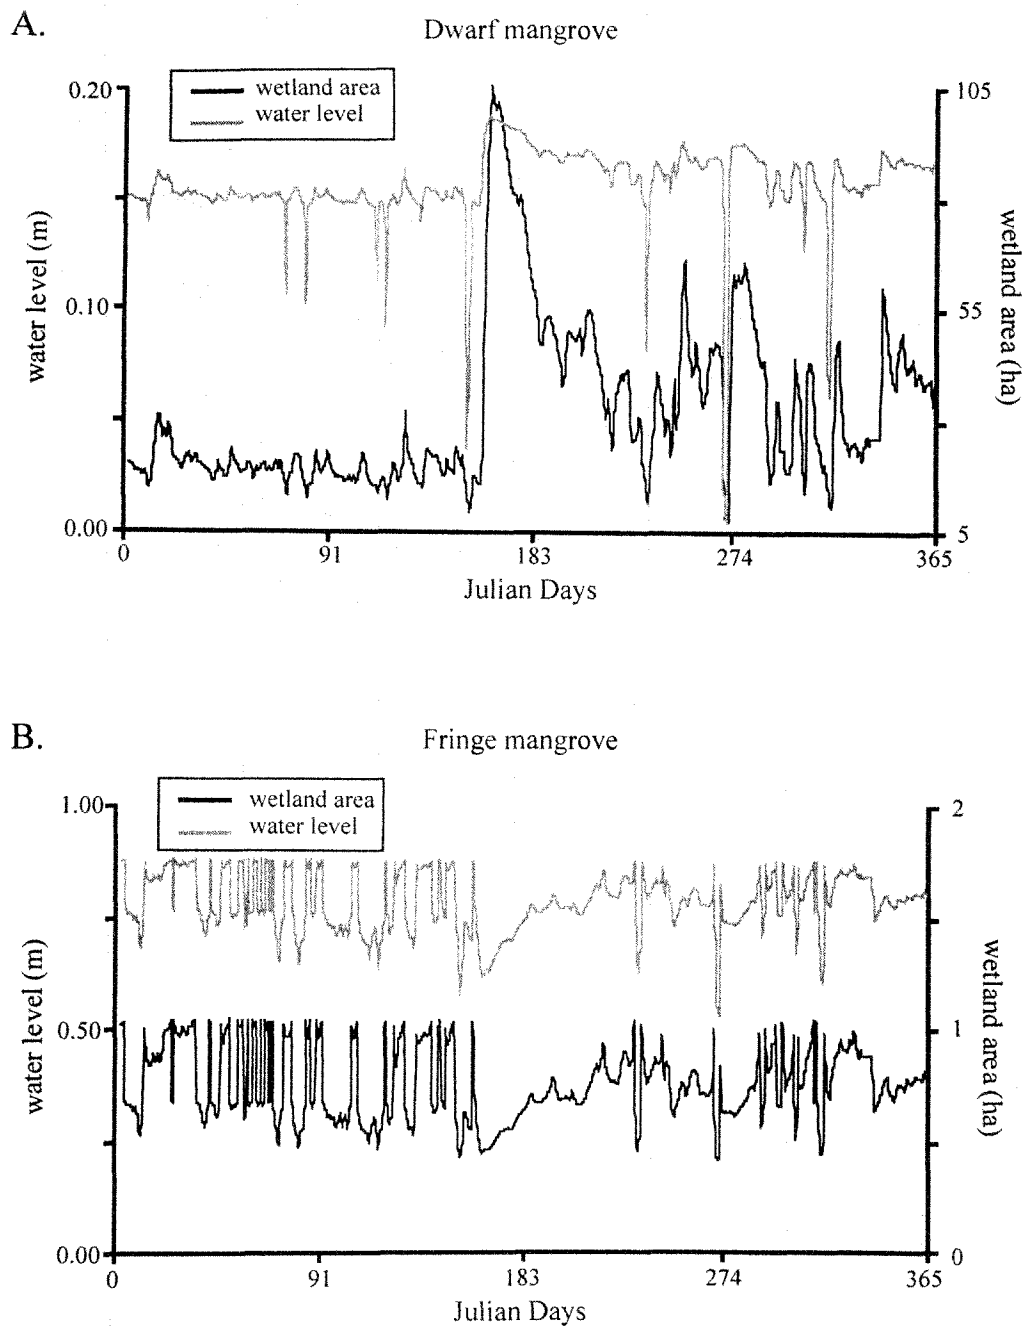 A.
Dwarf mangrove
wetland area
water level
0.20
0.10
0.00
water level (m)
105
55
5
wetland area (ha)
0
91
183
274
365
Julian Days
B.
Fringe mangrove
wetland area
water level
1.00
0.50
0.00
water level (m)
2
1
0
wetland area (ha)
0
91
183
274
365
Julian Days